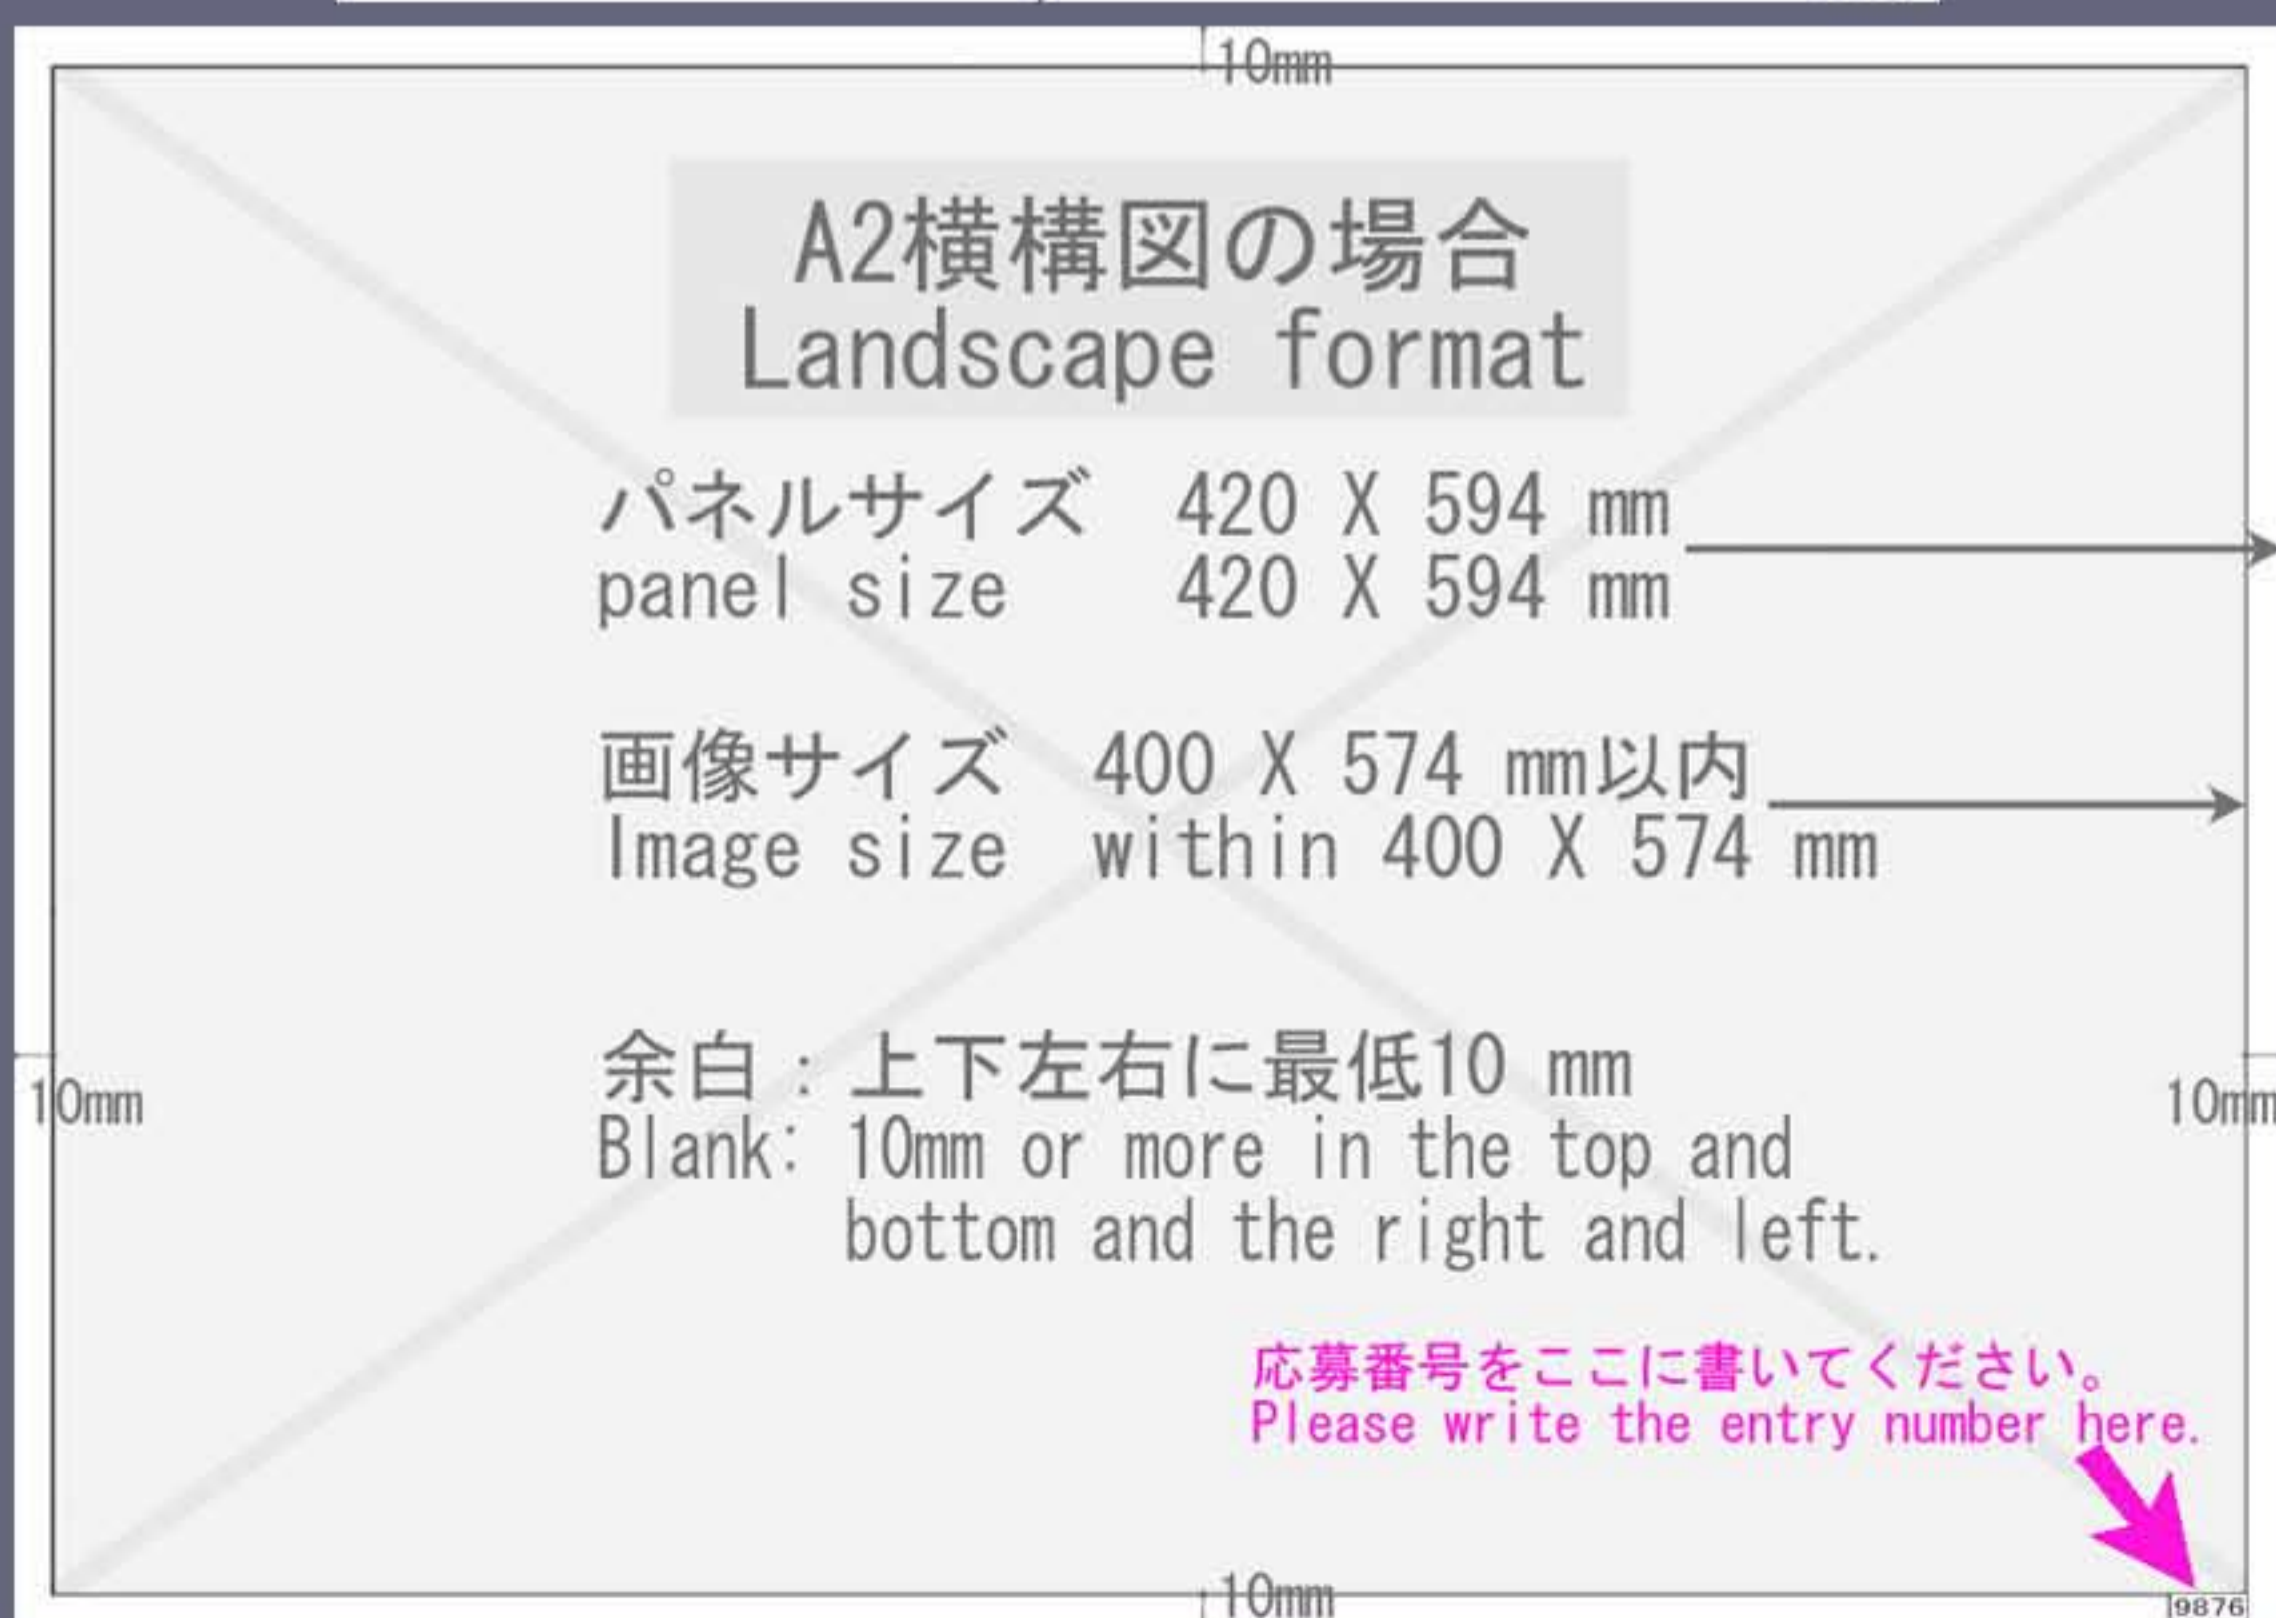 10mm
A2横構図の場合
Landscape format
パネルサイズ 420 X 594 mm
panel size 420 X 594 mm
画像サイズ 400 X 574 mm以内
Image size within 400 X 574 mm
余白：上下左右に最低10 mm
10mm
10mm
Blank: 10mm or more in the top and
bottom and the right and left.
応募番号をここに書いてください。
Please write the entry number here.
10mm
9876